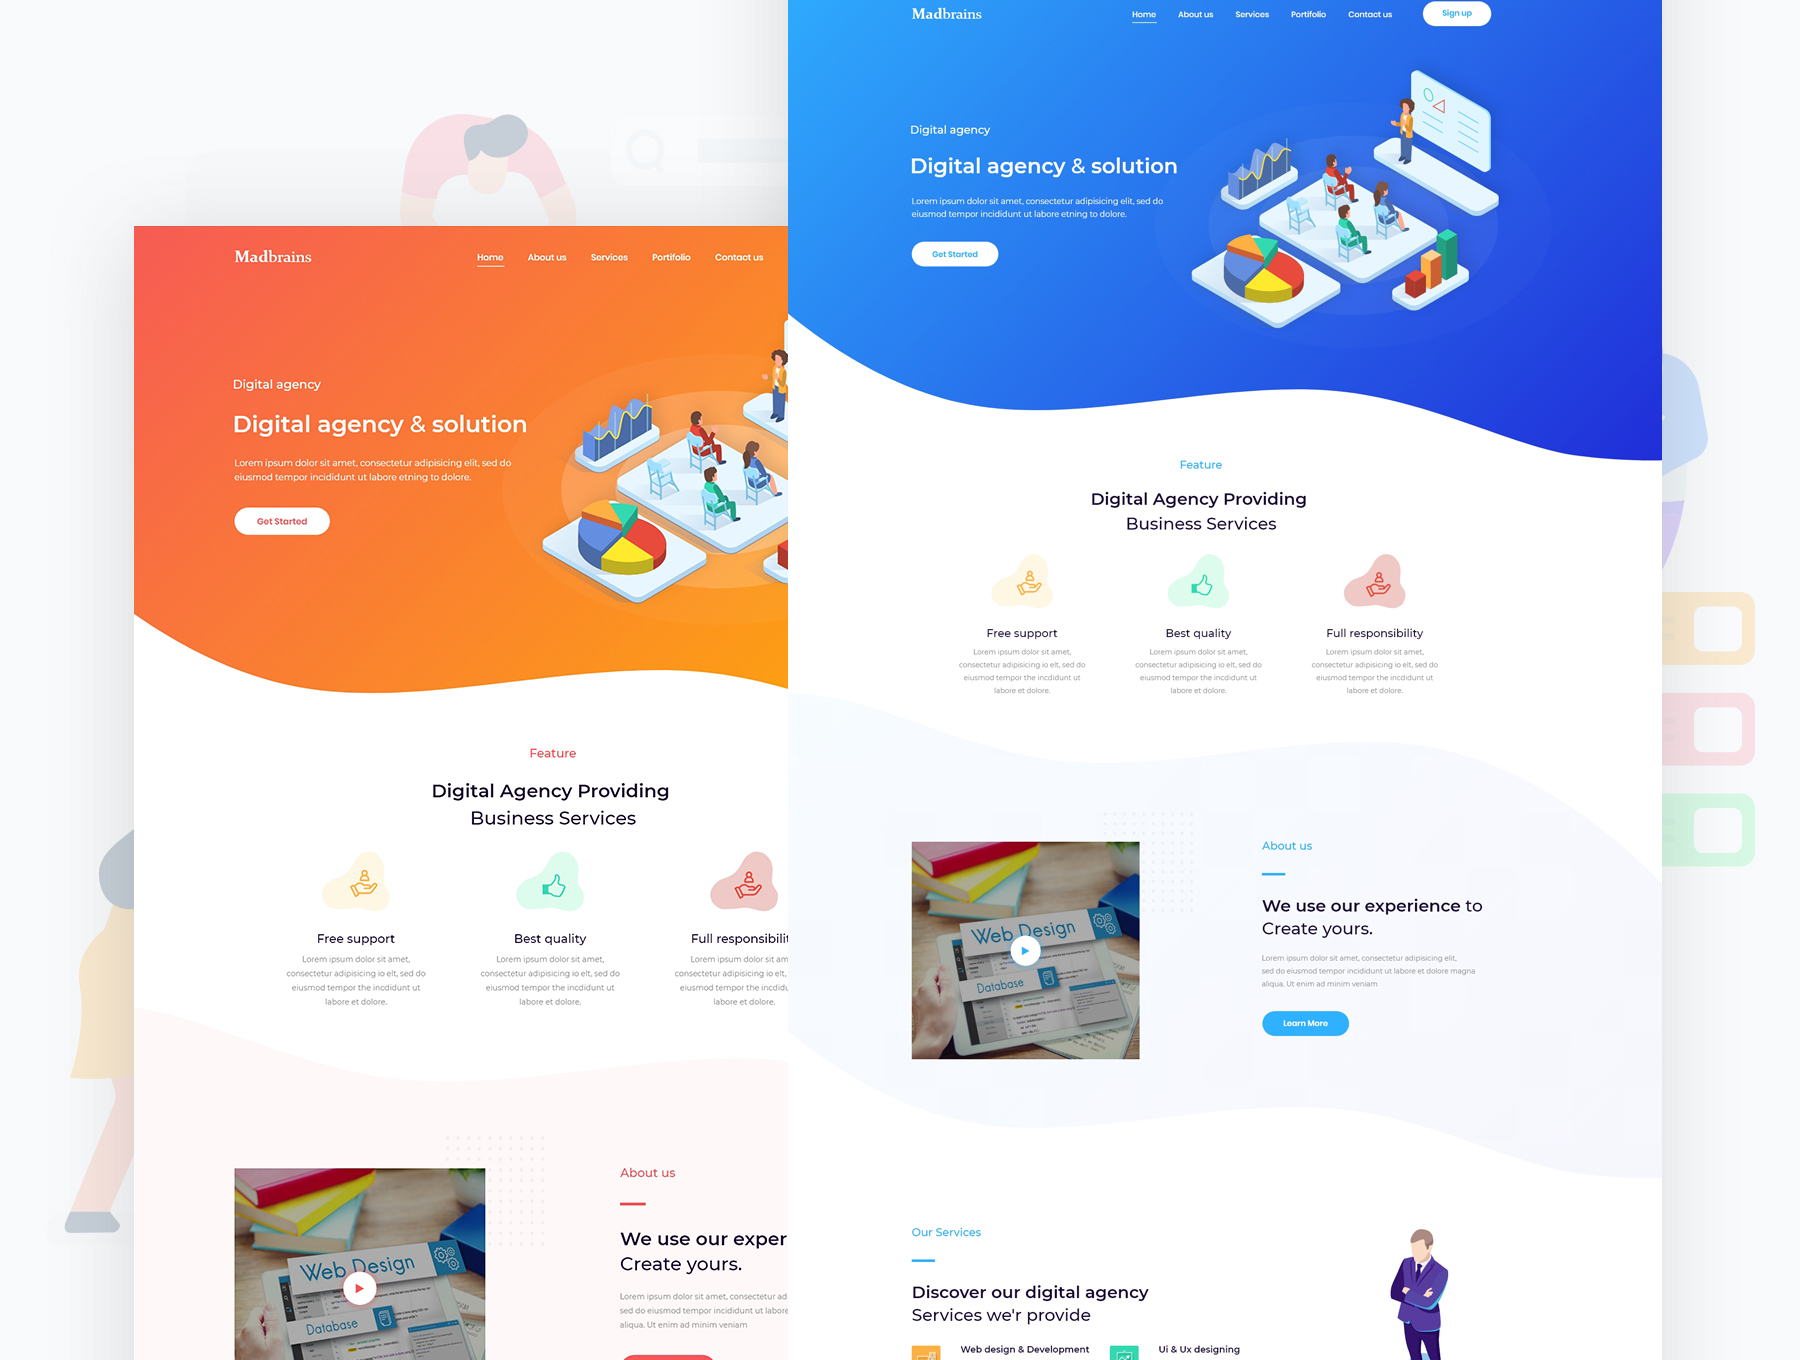 Madbrains
Home
About us
Services
Portifolio
Contact us
Digital agency
Digital agency & solution
Lorem ipsum dolor sit amet, consectetur adipisicing elit, sed do
eiusmod tempor incididunt ut labore etning to dolore.
Get Started
Feature
Digital Agency Providing
Business Services
Free support
Lorem ipsum dolor sit amet,
consectetur adipisicing io elt, sed do
eiusmod tempor the incdidunt ut
labore et dolore.
Best quality
Lorem ipsum dolor sit amet,
consectetur adipisicing io elt, sed do
eiusmod tempor the incdidunt ut
labore et dolore.
Full responsibilit
Lorem ipsum dolor sit am
consectetur adipisicing io elt,
eiusmod tempor the incdidunt
labore et dolore.
Web Design
Database
About us
We use our exper
Create yours.
Lorem ipsum dolor sit amet, consectetur ad
sed do eiusmod tempor incididunt ut labore
aliqua. Ut enim ad minim veniam
Madbrains
Home
About us
Services
Portifolio
Contact us
Sign up
Digital agency
Digital agency & solution
Lorem ipsum dolor sit amet, consectetur adipisicing elit, sed do
eiusmod tempor incididunt ut labore etning to dolore.
Get Started
Feature
Digital Agency Providing
Business Services
Free support
Lorem ipsum dolor sit amet,
consectetur adipisicing io elt, sed do
eiusmod tempor the incdidunt ut
labore et dolore.
Best quality
Lorem ipsum dolor sit amet,
consectetur adipisicing io elt, sed do
eiusmod tempor the incdidunt ut
labore et dolore.
Full responsibility
Lorem ipsum dolor sit amet,
consectetur adipisicing io elt, sed do
eiusmod tempor the incdidunt ut
labore et dolore.
Web Design
Database
About us
We use our experience to
Create yours.
Lorem ipsum dolor sit amet, consectetur adipisicing elit,
sed do eiusmod tempor incididunt ut labore et dolore magna
aliqua. Ut enim ad minim veniam
Learn More
Our Services
Discover our digital agency
Services we'r provide
Web design & Development
Ui & Ux designing